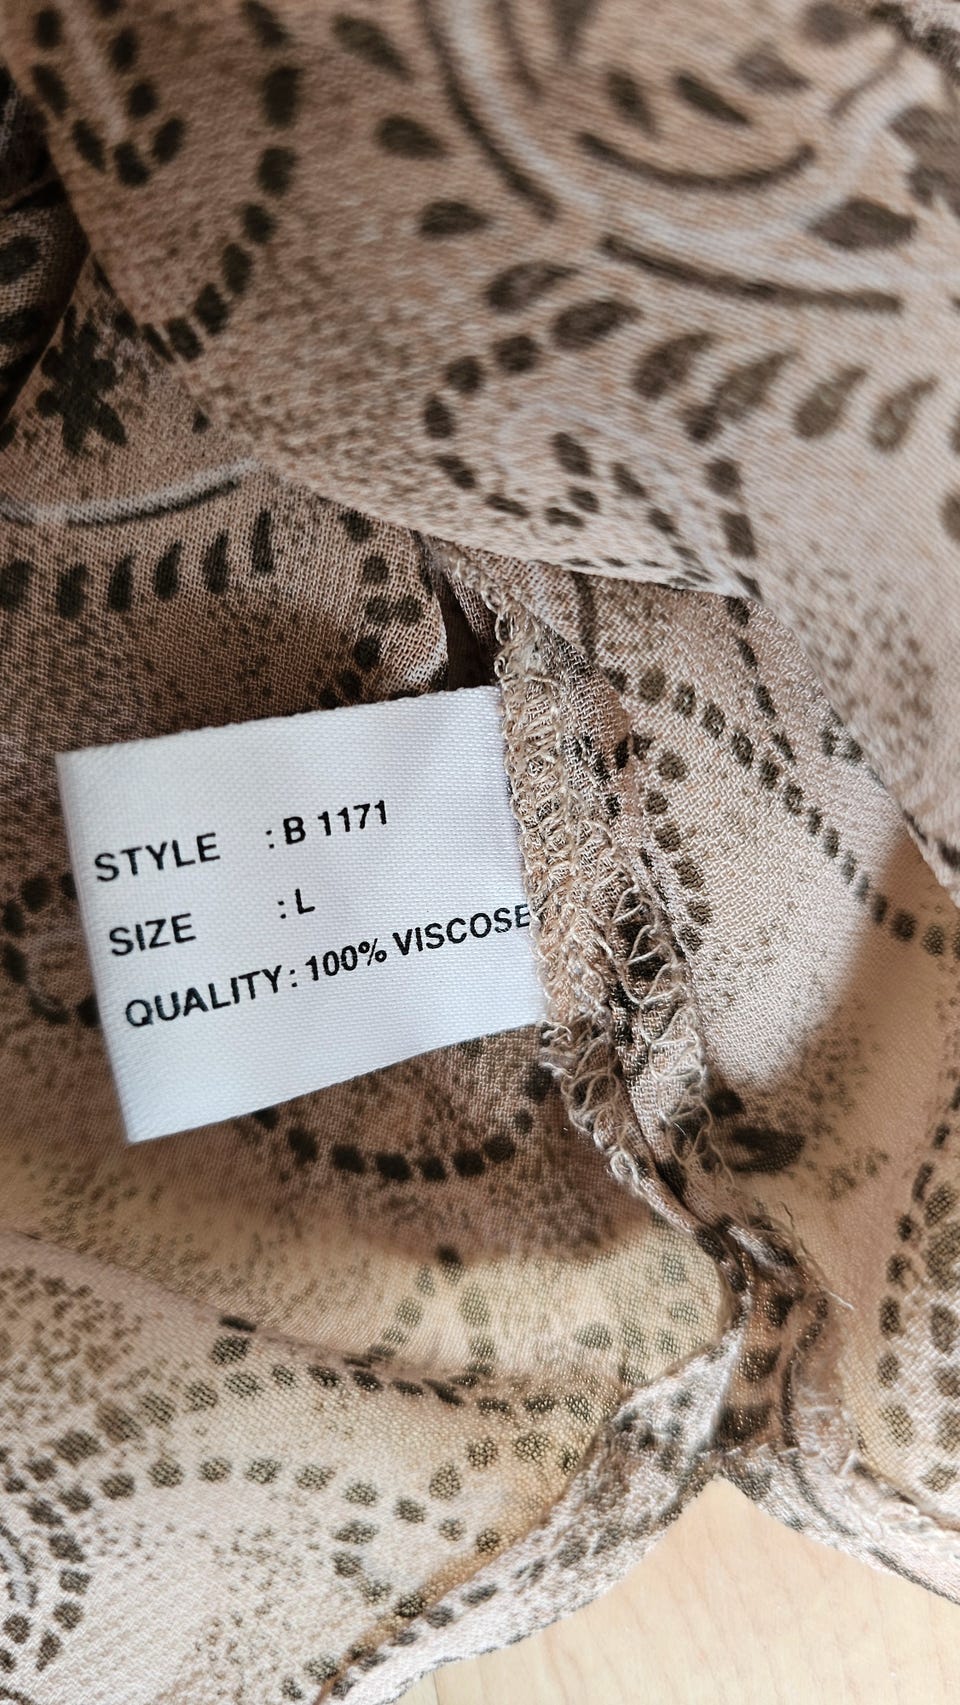 STYLE : B 1171
SIZE : L
QUALITY : 100% VISCOSE